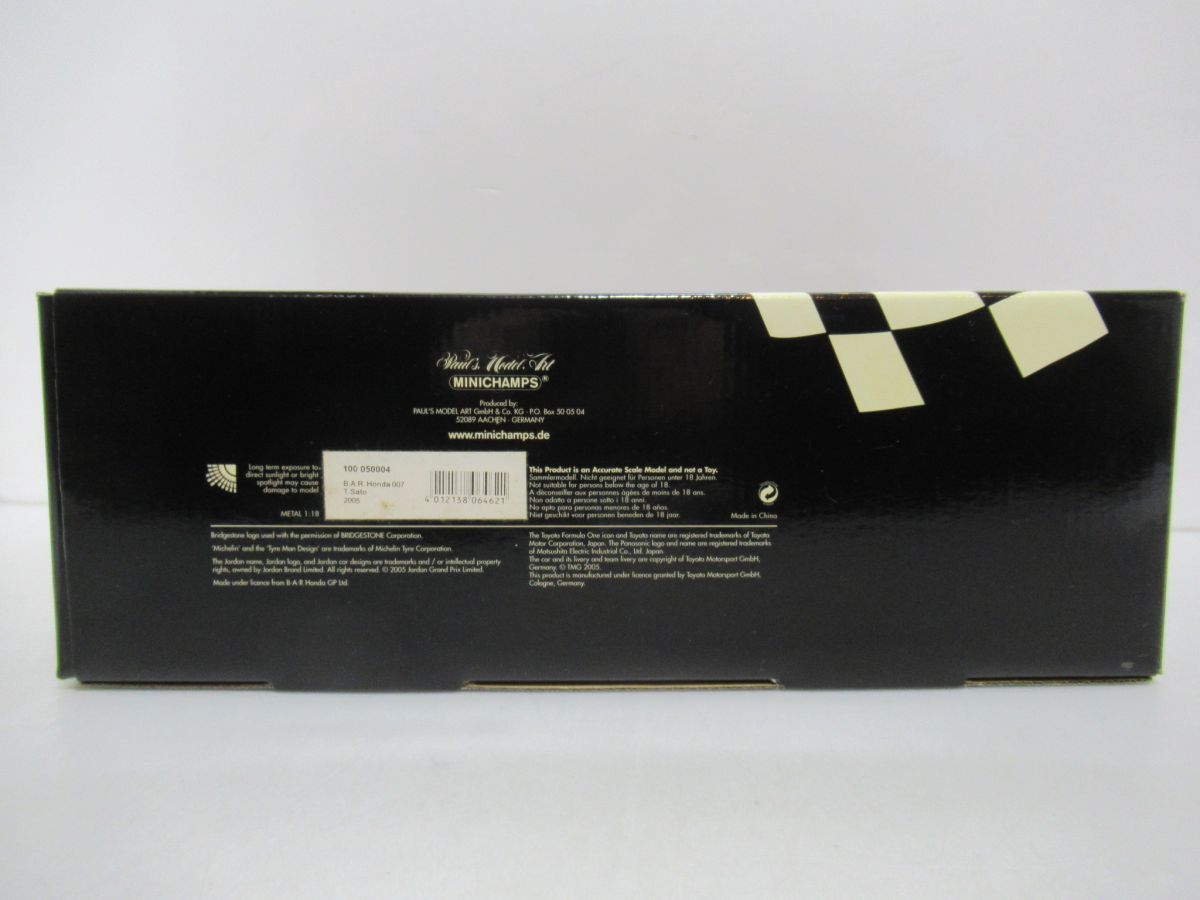 Paul's Model Art
MINICHAMPS®
Produced by:
PAUL'S MODEL ART GmbH & Co. KG · P.O. Box 50 05 04
52089 AACHEN · GERMANY
www.minichamps.de
Long term exposure to
direct sunlight or bright
spotlight may cause
damage to model
METAL 1:18
100 050004
B.A.R. Honda 007
T.Sato
2005
4 012138 064621
This Product is an Accurate Scale Model and not a Toy.
Sammlermodell. Nicht geeignet für Personen unter 18 Jahren.
Not suitable for persons below the age of 18.
A déconseiller aux personnes âgées de moins de 18 ans.
Non adatto a persone sotto i 18 anni.
No apto para personas menores de 18 años.
Niet geschikt voor personen beneden de 18 jaar.
Made in China
Bridgestone logo used with the permission of BRIDGESTONE Corporation.
'Michelin' and the 'Tyre Man Design' are trademarks of Michelin Tyre Corporation.
The Jordan name, Jordan logo, and Jordan car designs are trademarks and / or intellectual property
rights, owned by Jordan Brand Limited. All rights reserved. © 2005 Jordan Grand Prix Limited.
Made under licence from B·A·R Honda GP Ltd.
The Toyota Formula One icon and Toyota name are registered trademarks of Toyota
Motor Corporation, Japan. The Panasonic logo and name are registered trademarks
of Matsushita Electric Industrial Co., Ltd. Japan.
The car and its livery and team livery are copyright of Toyota Motorsport GmbH,
Germany. © TMG 2005.
This product is manufactured under licence granted by Toyota Motorsport GmbH,
Cologne, Germany.